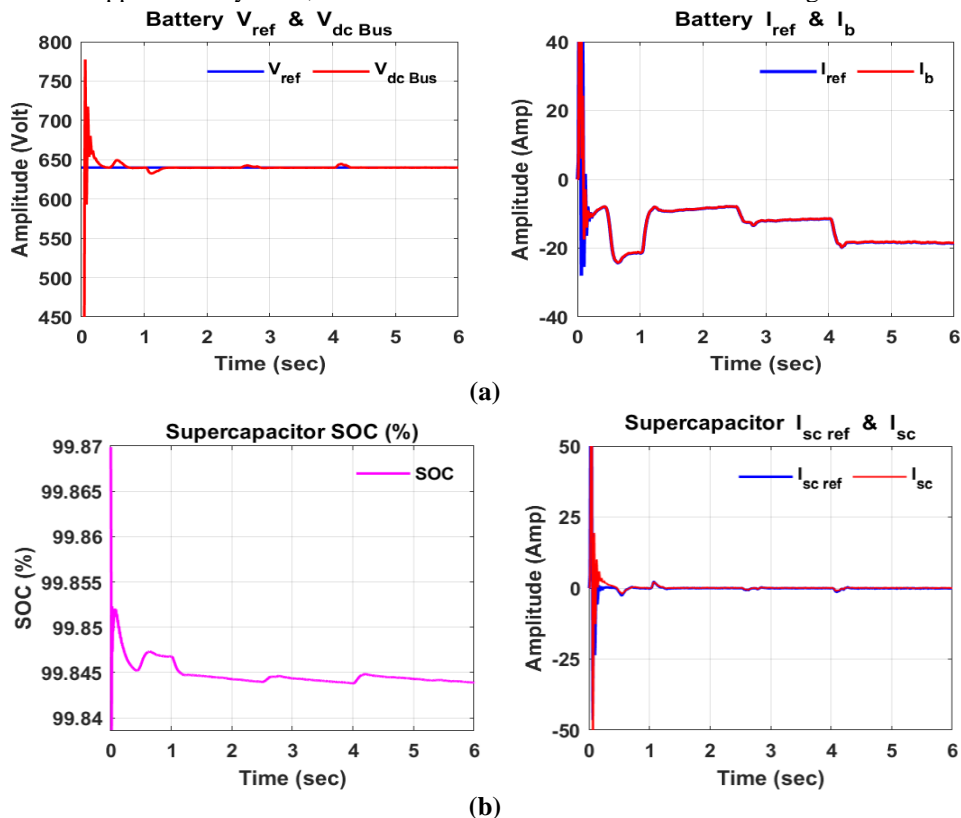 Battery V_ref & V_dc Bus
Amplitude (Volt)
800
750
700
650
600
550
500
450
V_ref V_dc Bus
0 1 2 3 4 5 6
Time (sec)
Battery I_ref & I_b
Amplitude (Amp)
40
20
0
-20
-40
I_ref I_b
0 1 2 3 4 5 6
Time (sec)
(a)
Supercapacitor SOC (%)
SOC (%)
99.87
99.865
99.86
99.855
99.85
99.845
99.84
SOC
0 1 2 3 4 5 6
Time (sec)
Supercapacitor I_sc ref & I_sc
Amplitude (Amp)
50
25
0
-25
-50
I_sc ref I_sc
0 1 2 3 4 5 6
Time (sec)
(b)